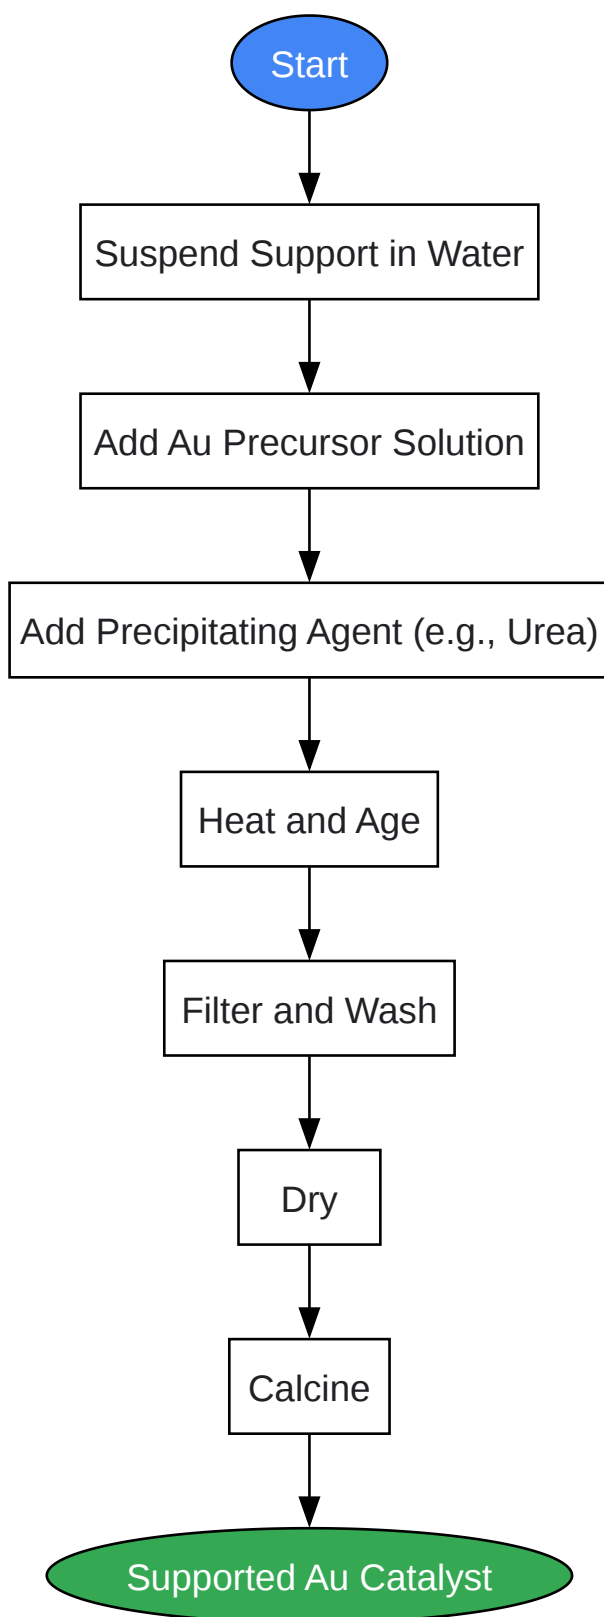 Start
Suspend Support in Water
Add Au Precursor Solution
Add Precipitating Agent (e.g., Urea)
Heat and Age
Filter and Wash
Dry
Calcine
Supported Au Catalyst